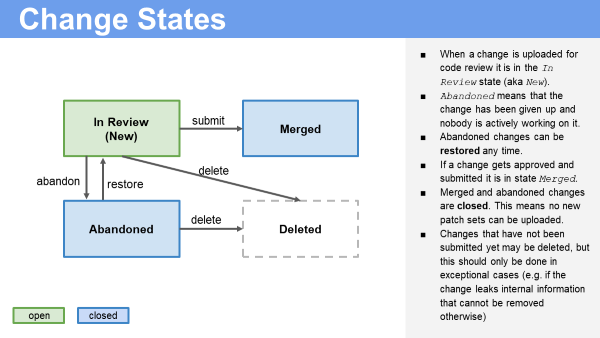 Change States
In Review
(New)
submit
Merged
abandon
restore
delete
Abandoned
delete
Deleted
open
closed
■ When a change is uploaded for
code review it is in the In
Review state (aka New).
■ Abandoned means that the
change has been given up and
nobody is actively working on it.
■ Abandoned changes can be
restored any time.
■ If a change gets approved and
submitted it is in state Merged.
■ Merged and abandoned changes
are closed. This means no new
patch sets can be uploaded.
■ Changes that have not been
submitted yet may be deleted, but
this should only be done in
exceptional cases (e.g. if the
change leaks internal information
that cannot be removed
otherwise)